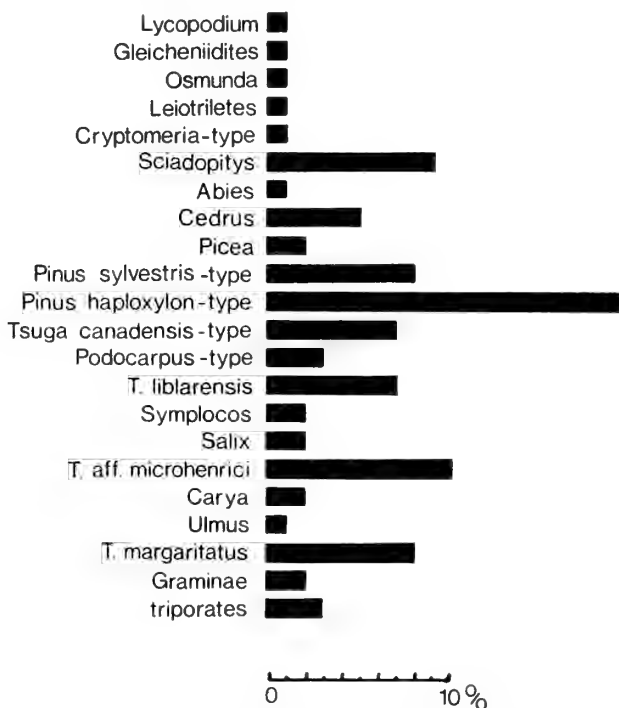 Lycopodium
Gleicheniidites
Osmunda
Leiotriletes
Cryptomeria-type
Sciadopitys
Abies
Cedrus
Picea
Pinus sylvestris-type
Pinus haploxylon-type
Tsuga canadensis-type
Podocarpus-type
T. liblarensis
Symplocos
Salix
T. aff. microhenrici
Carya
Ulmus
T. margaritatus
Graminae
triporates
0 10%